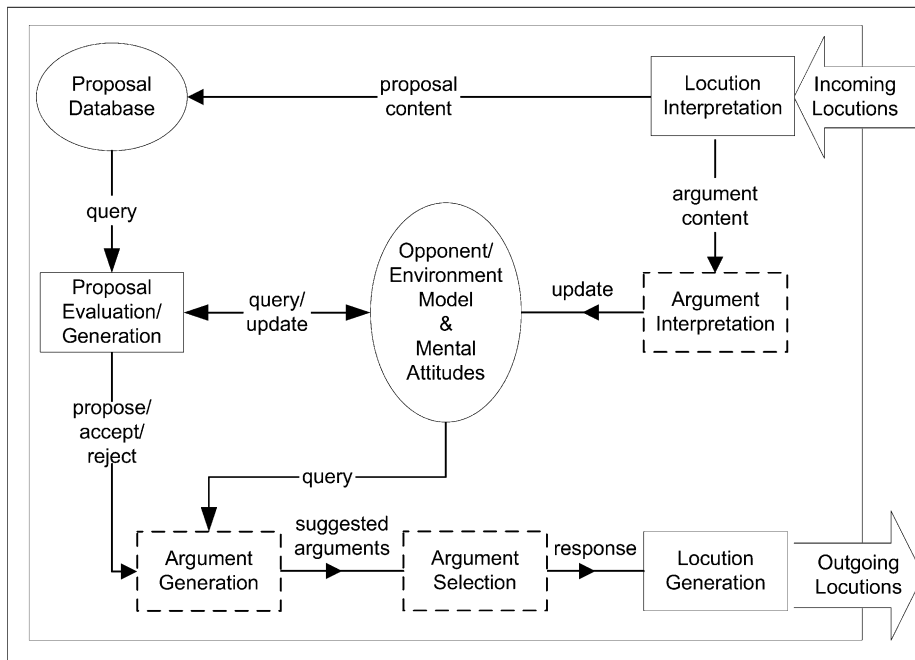 Proposal
Database
proposal
content
Locution
Interpretation
Incoming
Locutions
query
argument
content
Proposal
Evaluation/
Generation
query/
update
Opponent/
Environment
Model
&
Mental
Attitudes
update
Argument
Interpretation
propose/
accept/
reject
query
Argument
Generation
suggested
arguments
Argument
Selection
response
Locution
Generation
Outgoing
Locutions